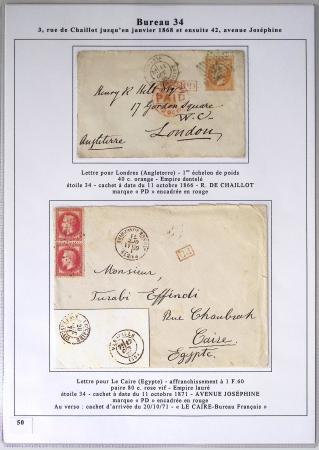 Bureau 34
3, rue de Chaillot jusqu'en janvier 1868 et ensuite 42, avenue Joséphine
PAID
Henry R. Hilt Esq
17 Gordon Square
W.C.
London
Angleterre
Lettre pour Londres (Angleterre) - 1er échelon de poids
40 c. orange - Empire dentelé
étoile 34 - cachet à date du 11 octobre 1866 - R. DE CHAILLOT
marque « PD » encadrée en rouge
P.D.
Monsieur,
Turabi Effindi
Rue Choubrah
Caire
Egypte
Lettre pour Le Caire (Egypte) - affranchissement à 1 F.60
paire 80 c. rose vif - Empire lauré
étoile 34 - cachet à date du 11 octobre 1871 - AVENUE JOSÉPHINE
marque « PD » encadrée en rouge
Au verso : cachet d'arrivée du 20/10/71 - « LE CAIRE-Bureau Français »
50